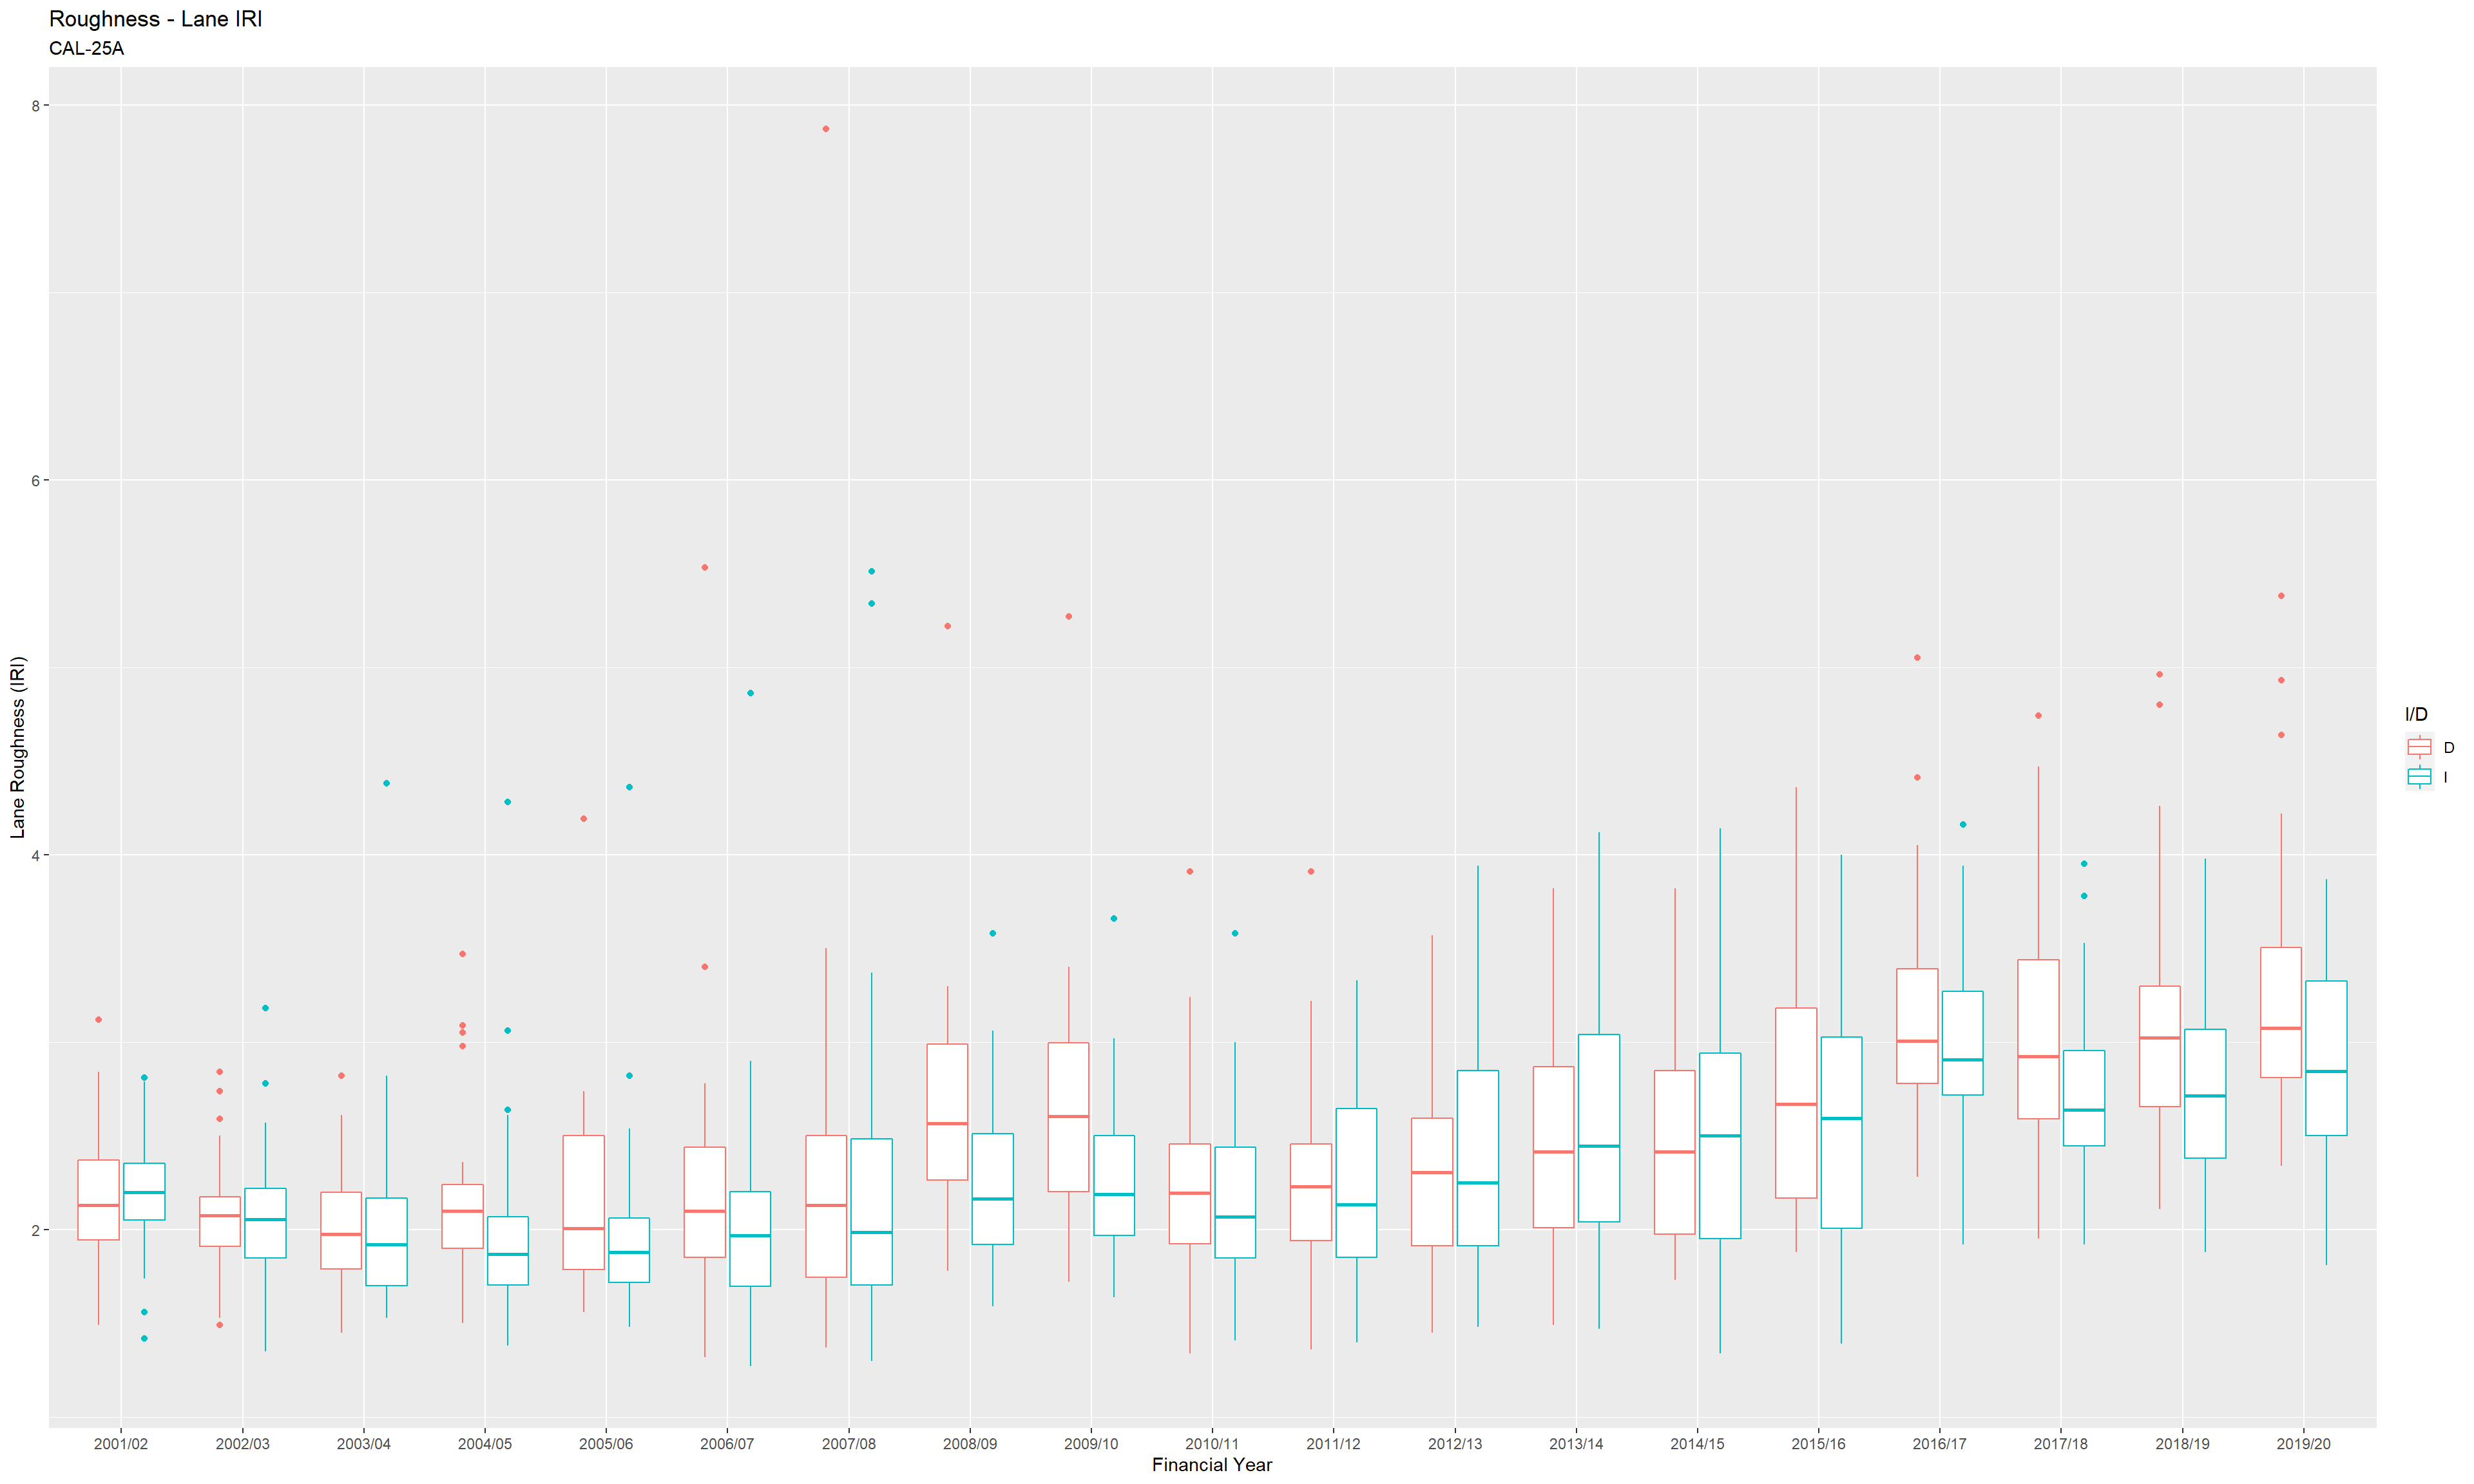 Roughness - Lane IRI
CAL-25A
Lane Roughness (IRI)
8
6
4
2
2001/02 2002/03 2003/04 2004/05 2005/06 2006/07 2007/08 2008/09 2009/10 2010/11 2011/12 2012/13 2013/14 2014/15 2015/16 2016/17 2017/18 2018/19 2019/20
Financial Year
I/D
D
I